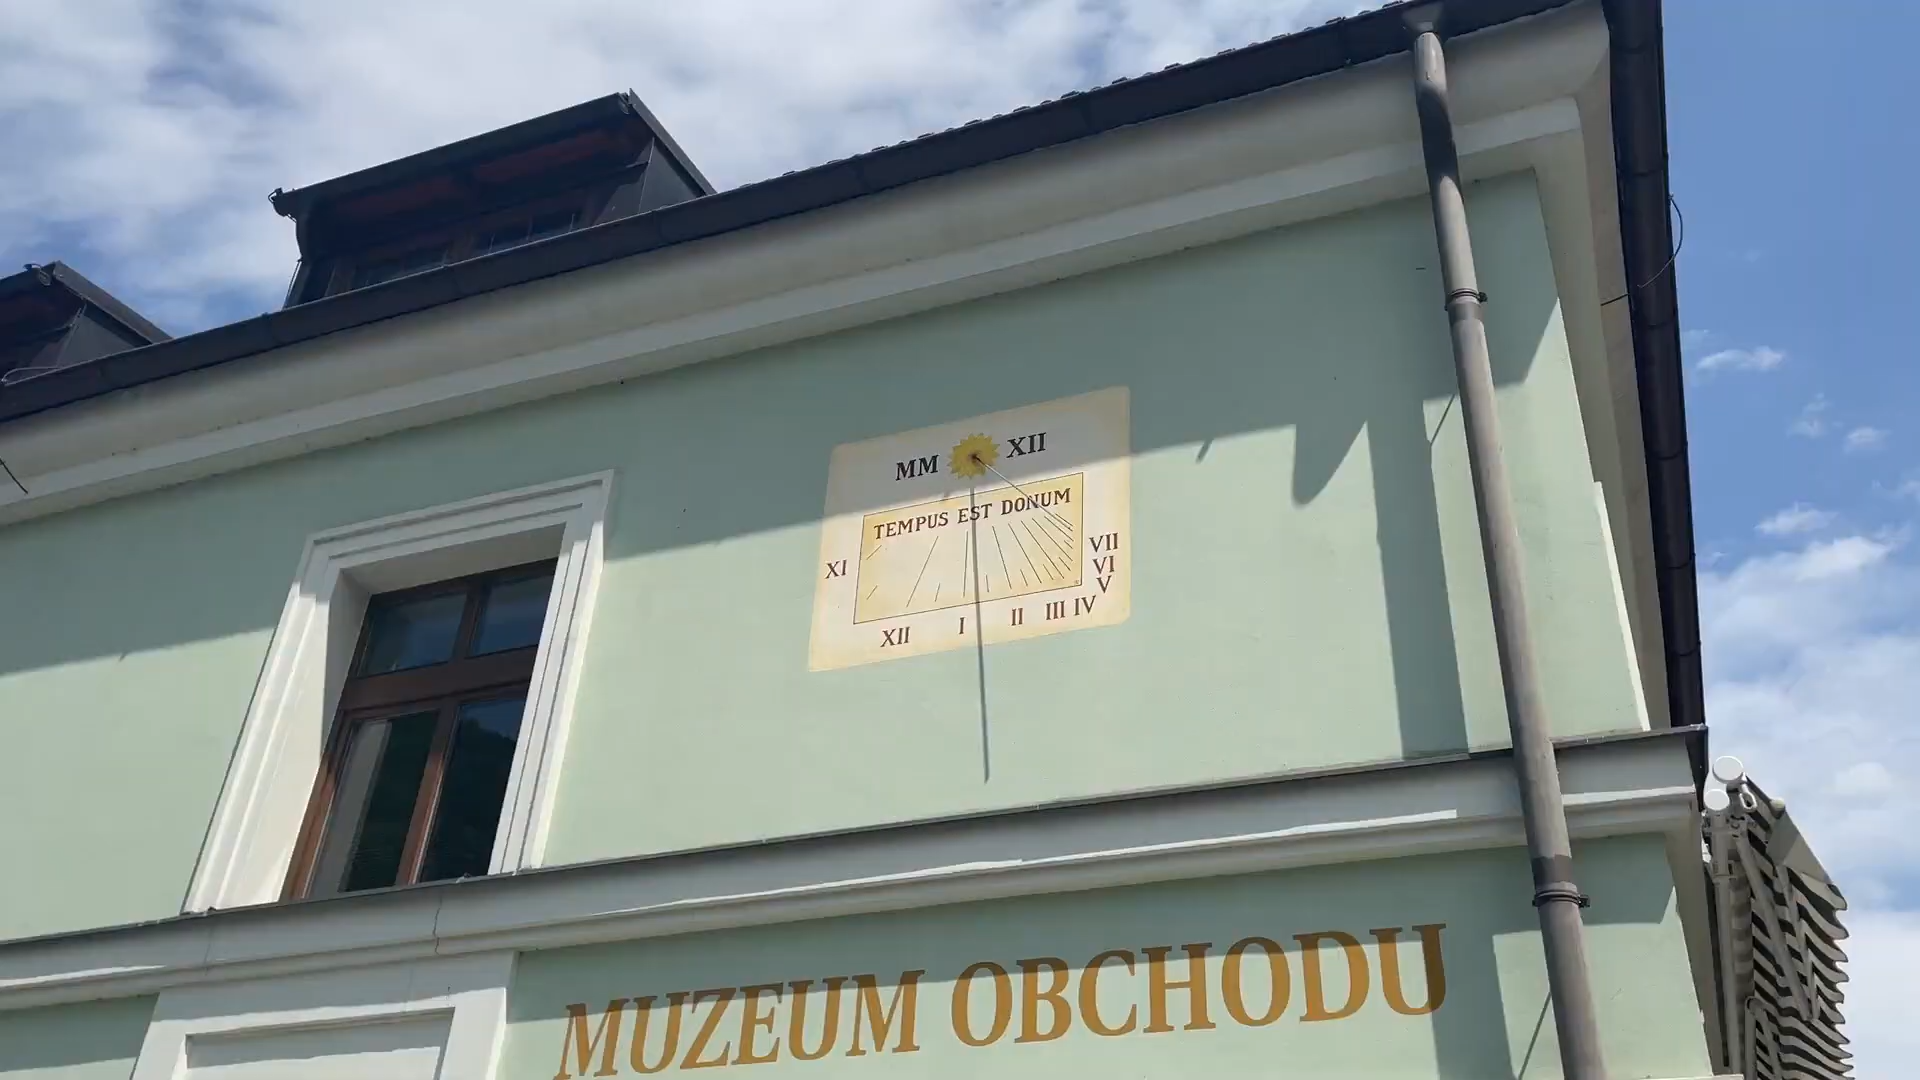 MM XII
TEMPUS EST DONUM
XI
VII
VI
V
XII I II III IV
MUZEUM OBCHODU